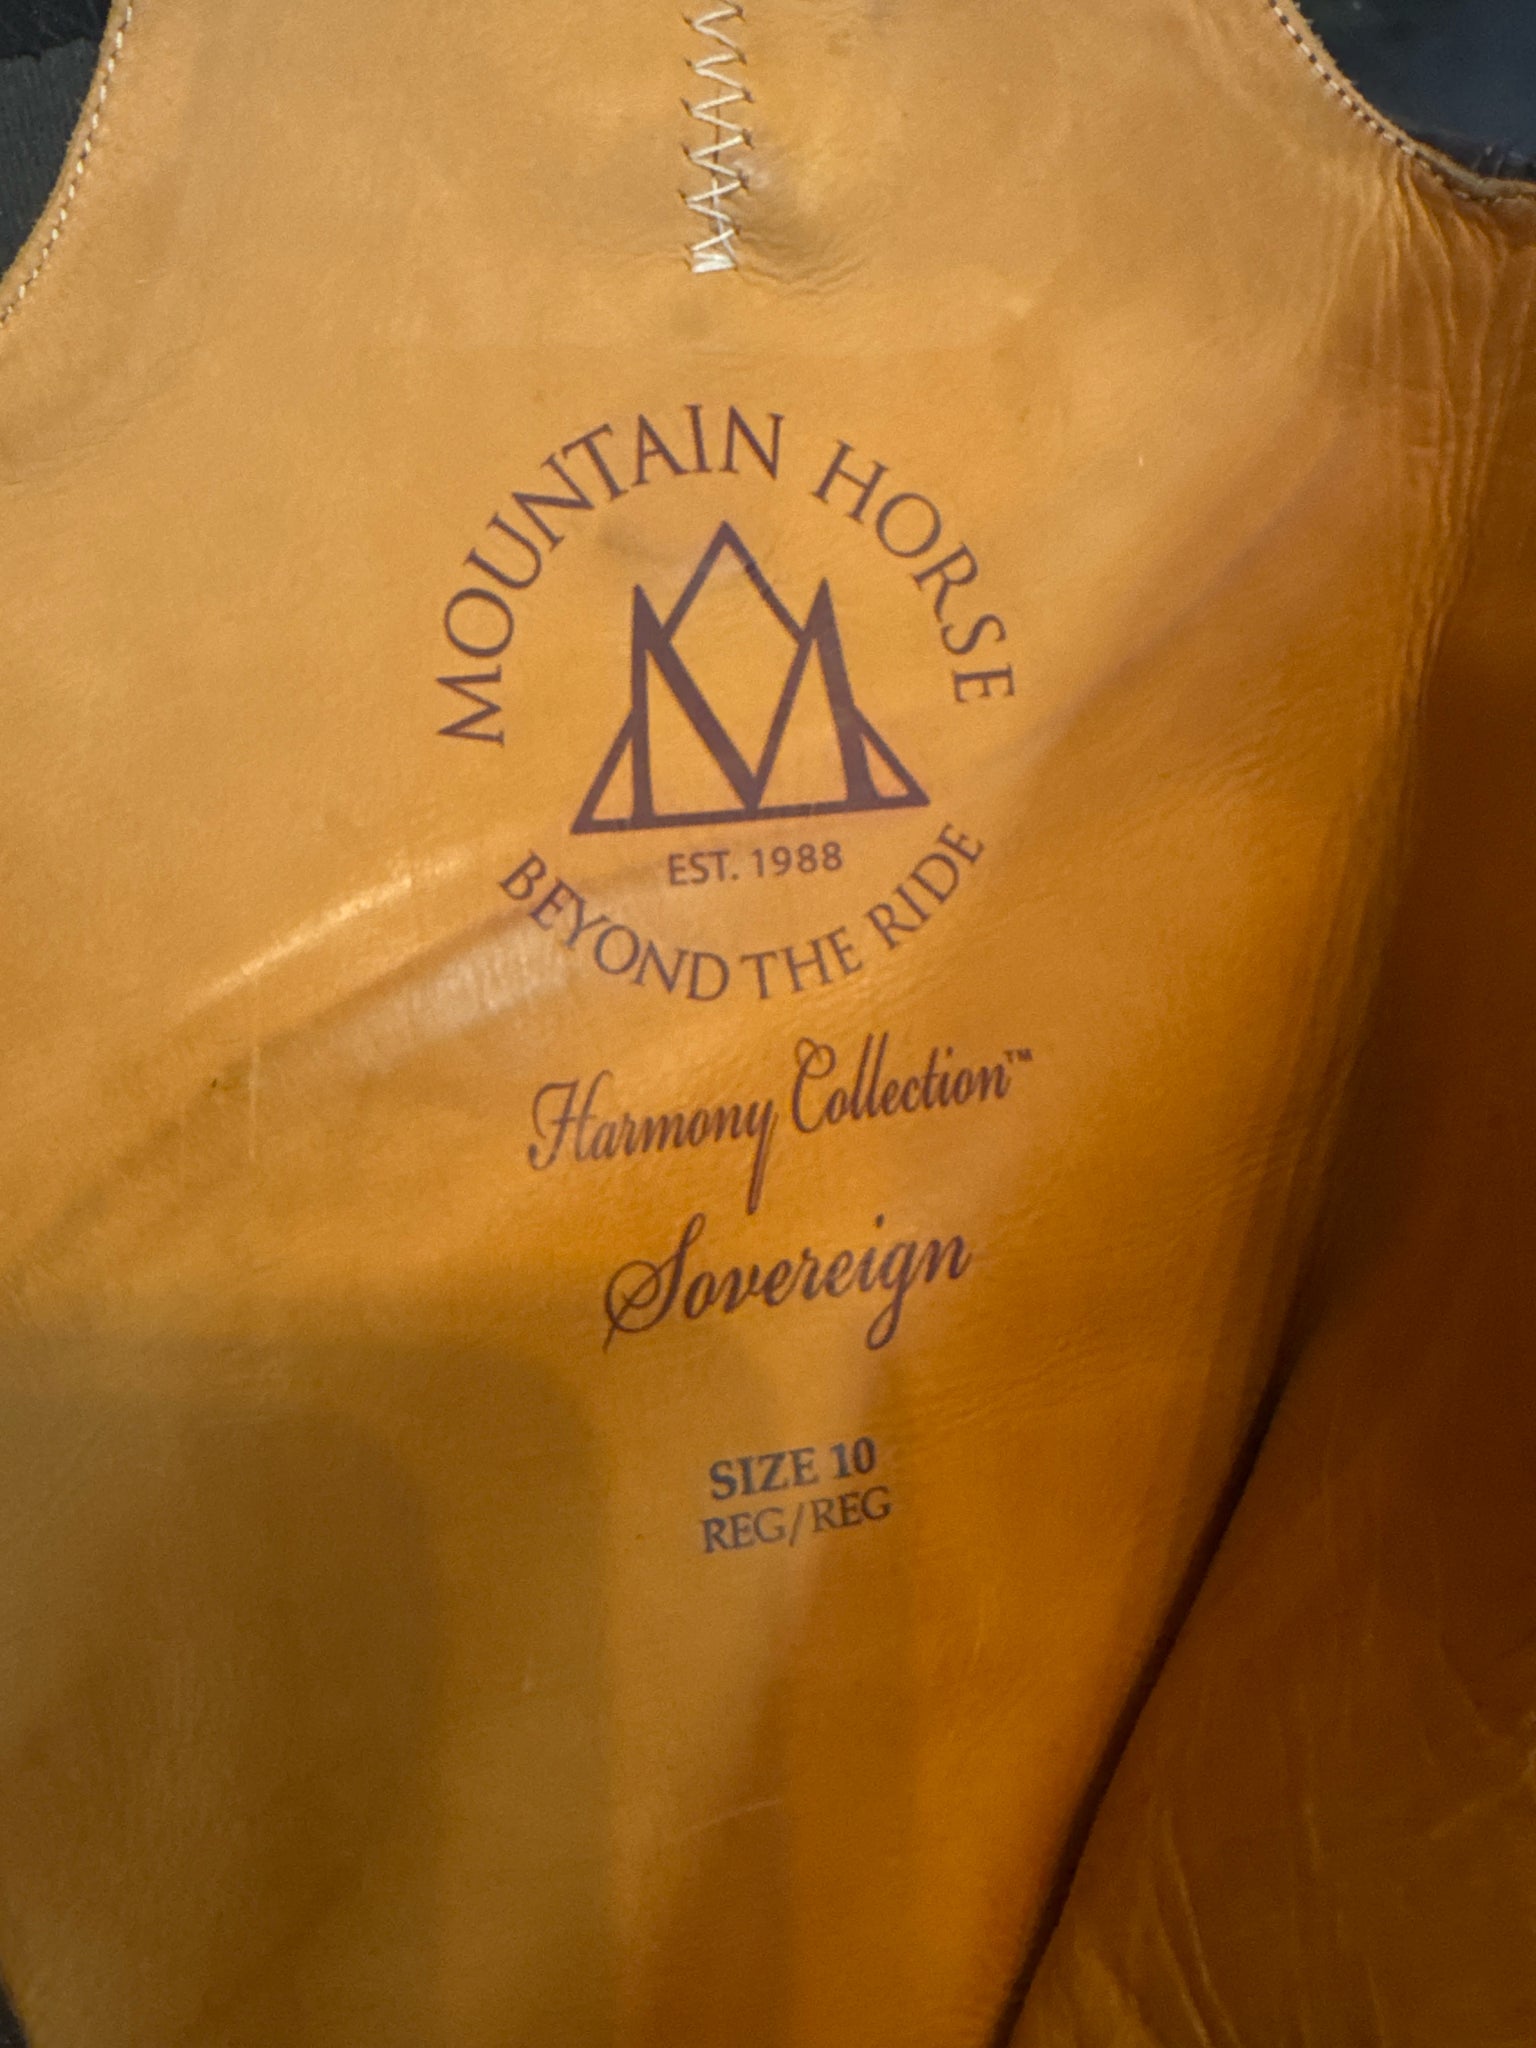 MOUNTAIN HORSE
EST. 1988
BEYOND THE RIDE
Harmony Collection™
Sovereign
SIZE 10
REG/REG